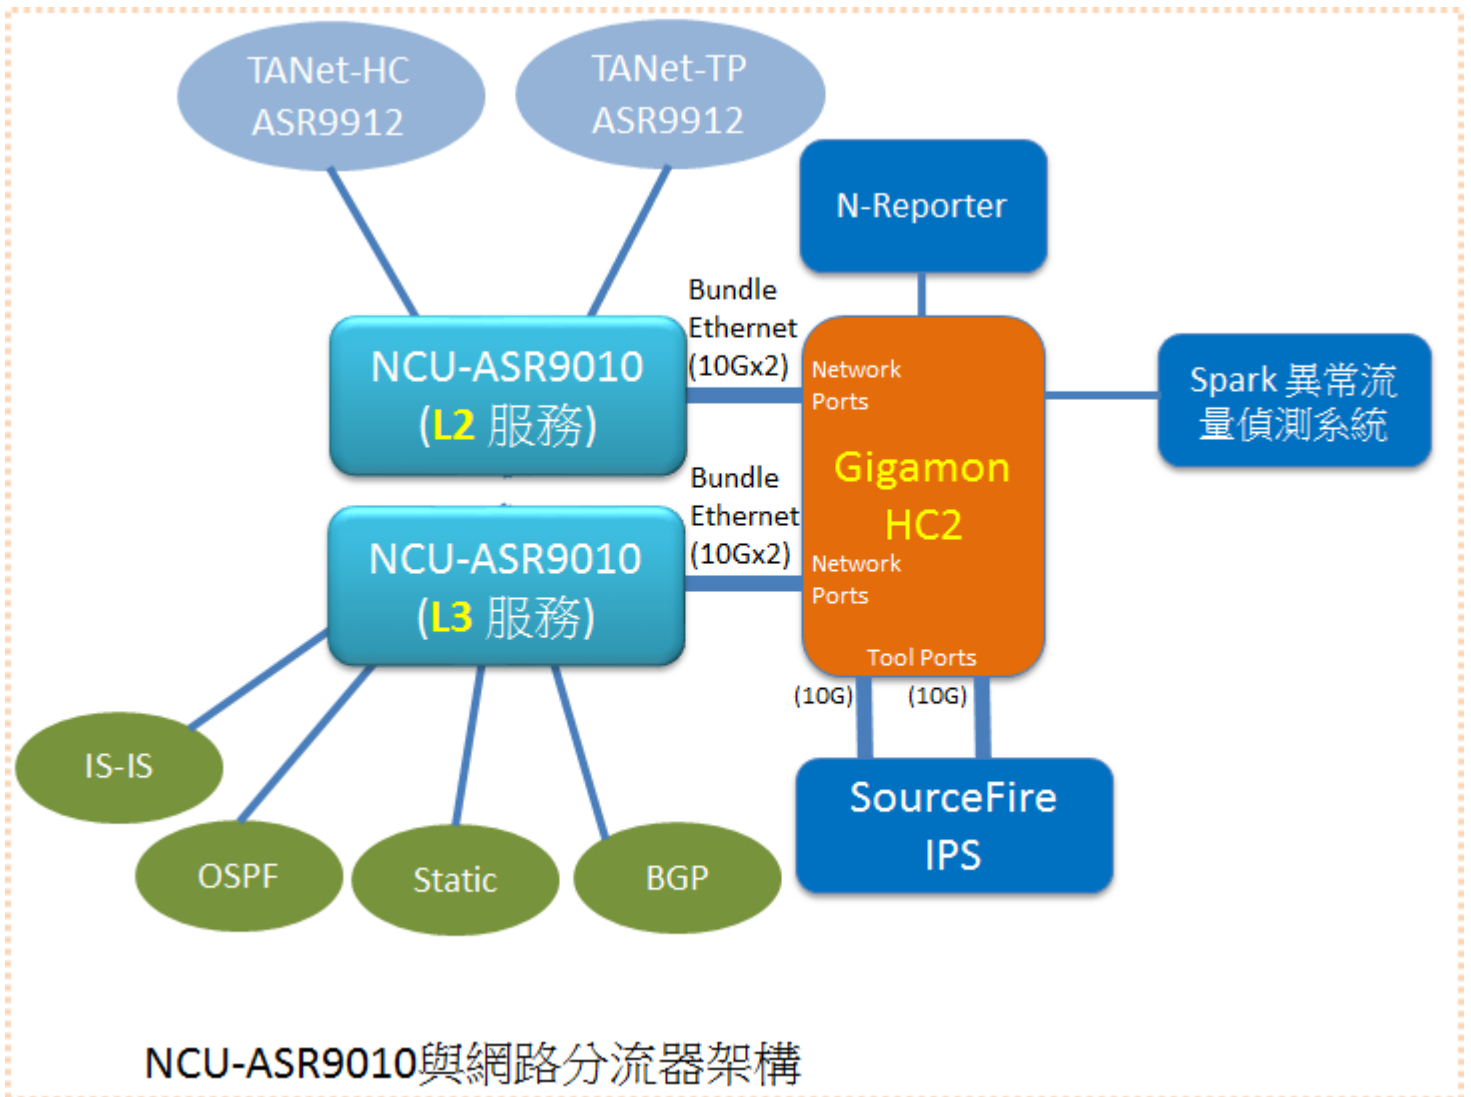 TANet-HC
ASR9912
TANet-TP
ASR9912
N-Reporter
Bundle
Ethernet
(10Gx2)
NCU-ASR9010
(L2 服務)
Network
Ports
Spark 異常流
量偵測系統
Gigamon
HC2
Bundle
Ethernet
(10Gx2)
NCU-ASR9010
(L3 服務)
Network
Ports
Tool Ports
(10G)
(10G)
IS-IS
OSPF
Static
BGP
SourceFire
IPS
NCU-ASR9010與網路分流器架構